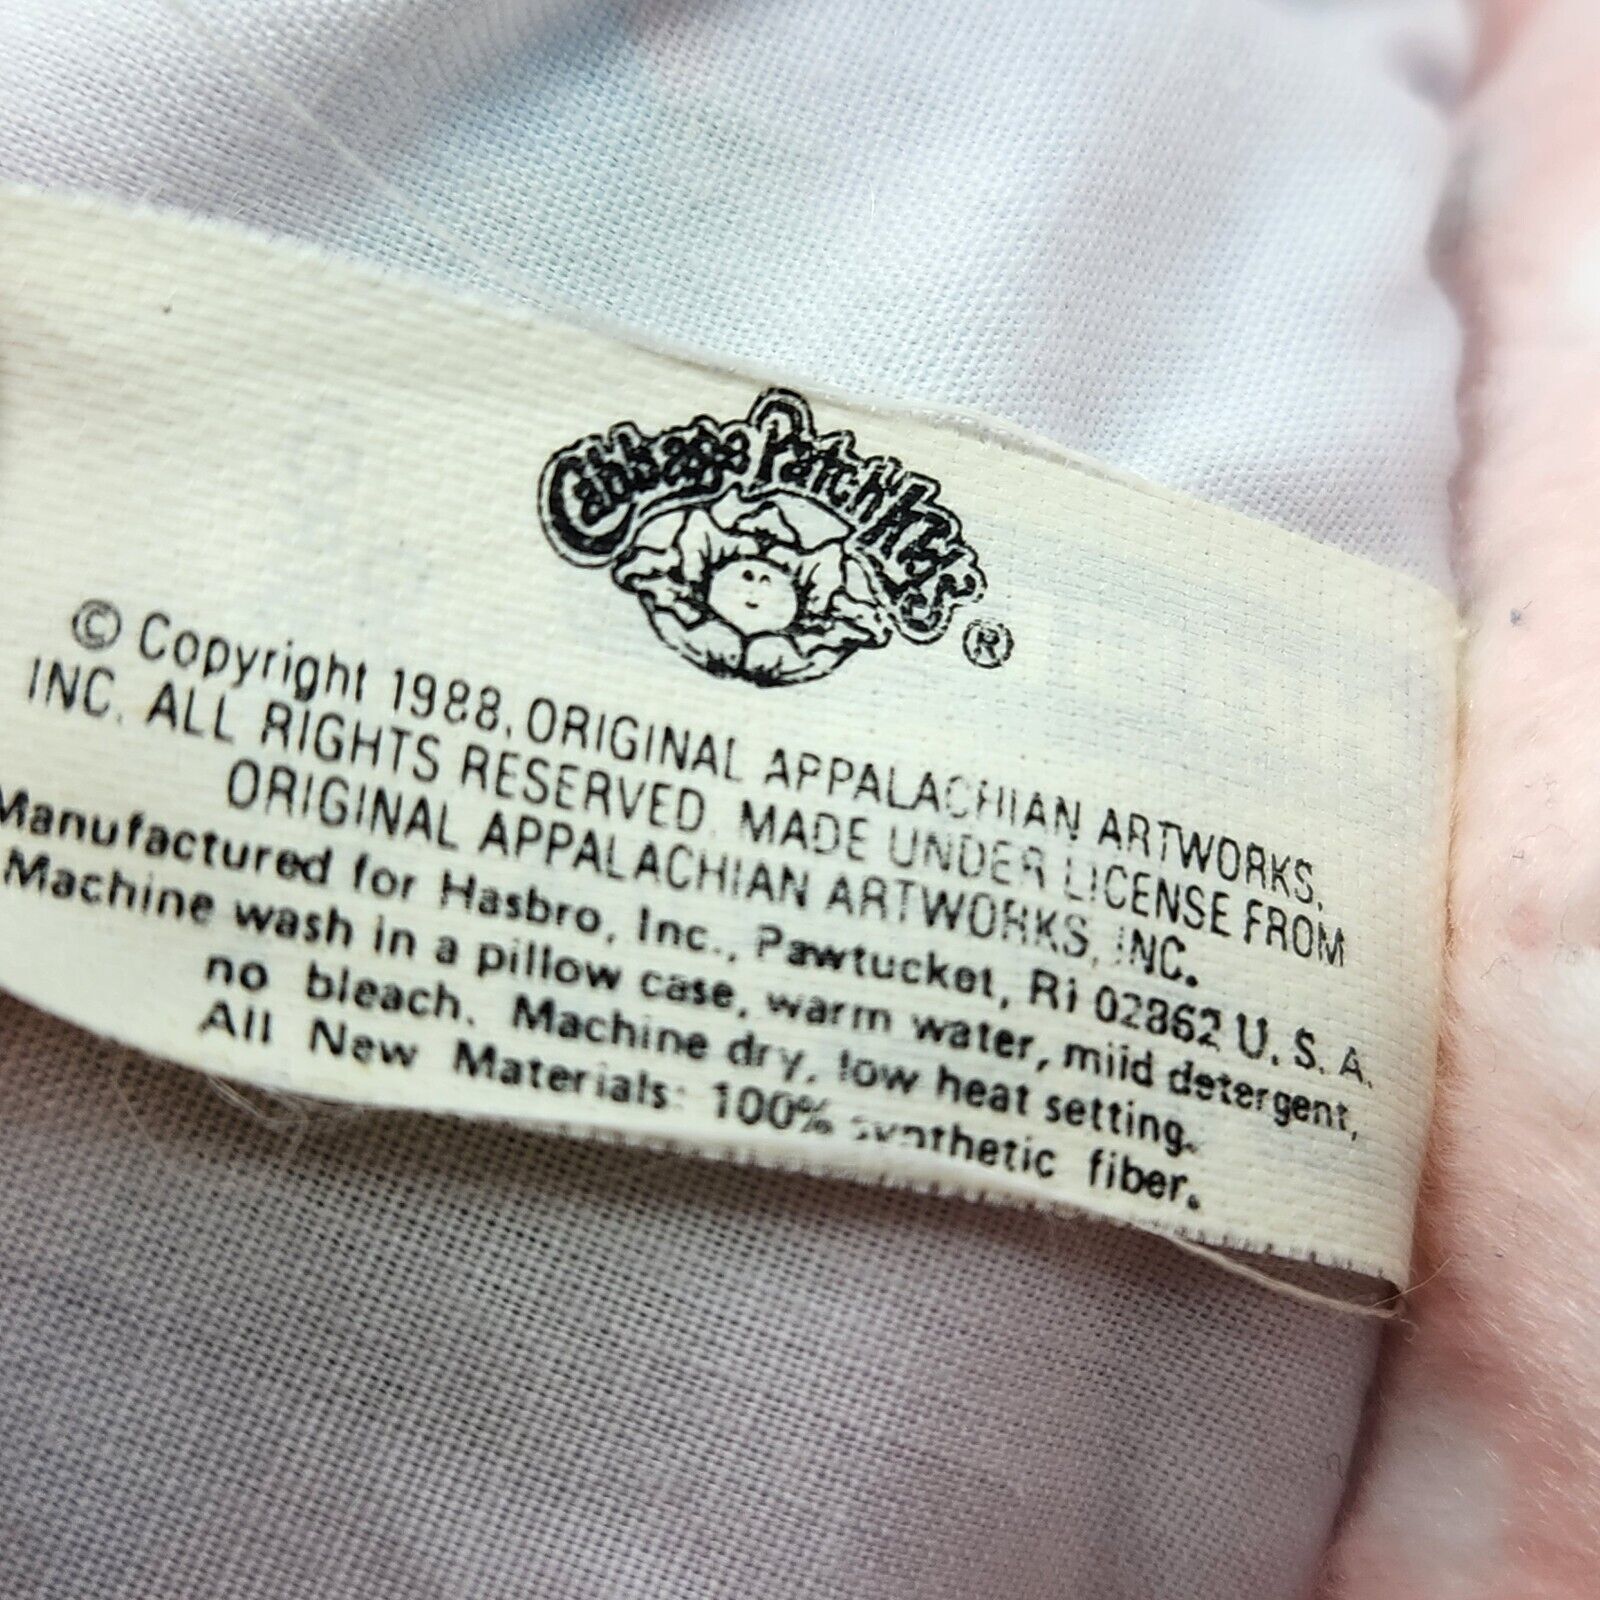 Cabbage Patch Kids ®
© Copyright 1988, ORIGINAL APPALACHIAN ARTWORKS,
INC. ALL RIGHTS RESERVED. MADE UNDER LICENSE FROM
ORIGINAL APPALACHIAN ARTWORKS, INC.
Manufactured for Hasbro, Inc., Pawtucket, RI 02862 U. S. A.
Machine wash in a pillow case, warm water, mild detergent,
no bleach. Machine dry, low heat setting.
All New Materials: 100% synthetic fiber.